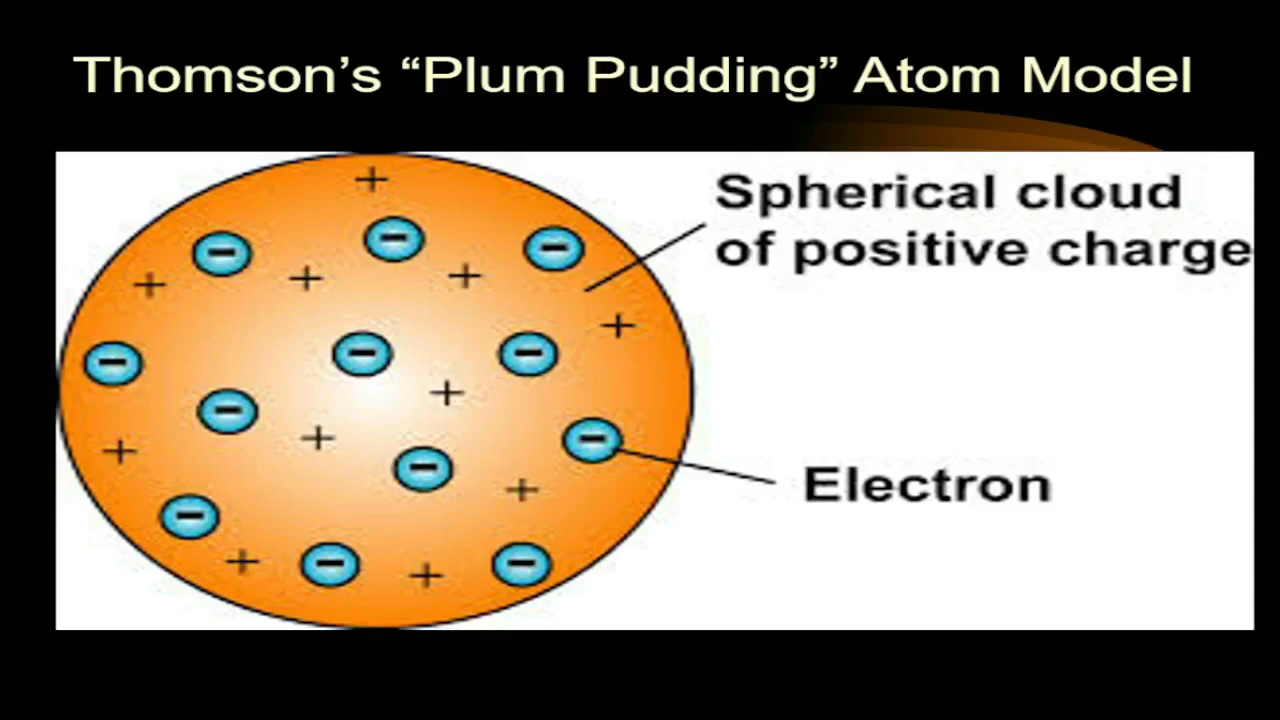 Thomson's “Plum Pudding” Atom Model
Spherical cloud
of positive charge
Electron